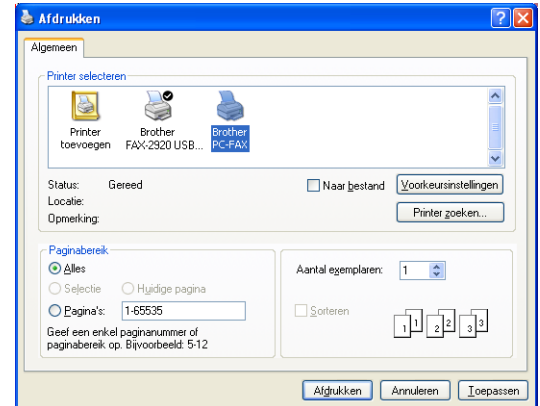 Afdrukken
Algemeen
Printer selecteren
Printer toevoegen
Brother FAX-2920 USB...
Brother PC-FAX
Status: Gereed
Locatie:
Opmerking:
Naar bestand
Voorkeursinstellingen
Printer zoeken...
Paginabereik
Alles
Selectie
Huidige pagina
Pagina's: 1-65535
Geef een enkel paginanummer of
paginabereik op. Bijvoorbeeld: 5-12
Aantal exemplaren: 1
Sorteren
1 1 2 2 3 3
Afdrukken
Annuleren
Toepassen